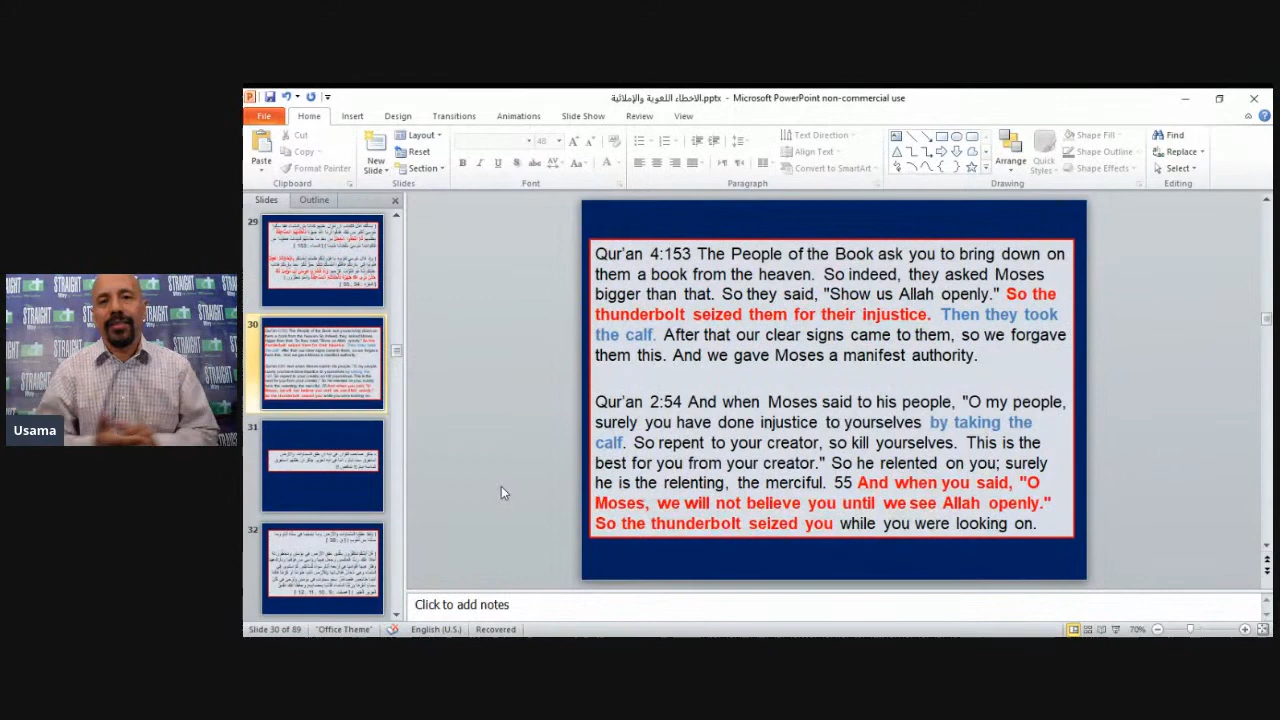 الاخطاء اللغوية والإملائية.pptx - Microsoft PowerPoint non-commercial use
File Home Insert Design Transitions Animations Slide Show Review View
Cut
Copy
Format Painter
Paste
Clipboard
New
Slide
Layout
Reset
Section
Slides
48
Font
Text Direction
Align Text
Convert to SmartArt
Paragraph
Arrange
Quick
Styles
Shape Fill
Shape Outline
Shape Effects
Drawing
Find
Replace
Select
Editing
Slides Outline
29
30
31
32
Qur'an 4:153 The People of the Book ask you to bring down on
them a book from the heaven. So indeed, they asked Moses
bigger than that. So they said, "Show us Allah openly." So the
thunderbolt seized them for their injustice. Then they took
the calf. After that our clear signs came to them, so we forgave
them this. And we gave Moses a manifest authority.
Qur'an 2:54 And when Moses said to his people, "O my people,
surely you have done injustice to yourselves by taking the
calf. So repent to your creator, so kill yourselves. This is the
best for you from your creator." So he relented on you; surely
he is the relenting, the merciful. 55 And when you said, "O
Moses, we will not believe you until we see Allah openly."
So the thunderbolt seized you while you were looking on.
STRAIGHT
Usama
Click to add notes
Slide 30 of 89 "Office Theme" English (U.S.) Recovered 70%